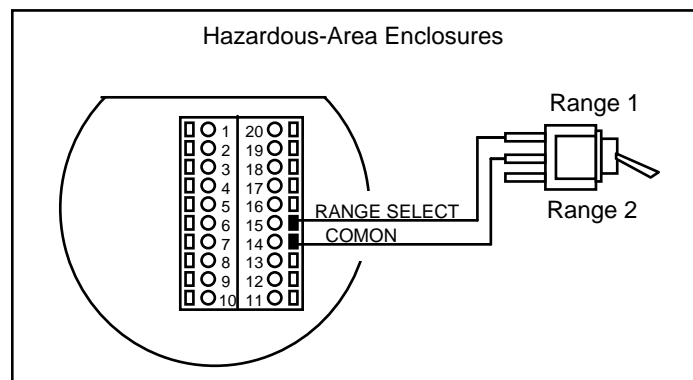 Hazardous-Area Enclosures
Range 1
1 20
2 19
3 18
4 17
5 16
6 15 RANGE SELECT
7 14 COMON
8 13
9 12
10 11
Range 2